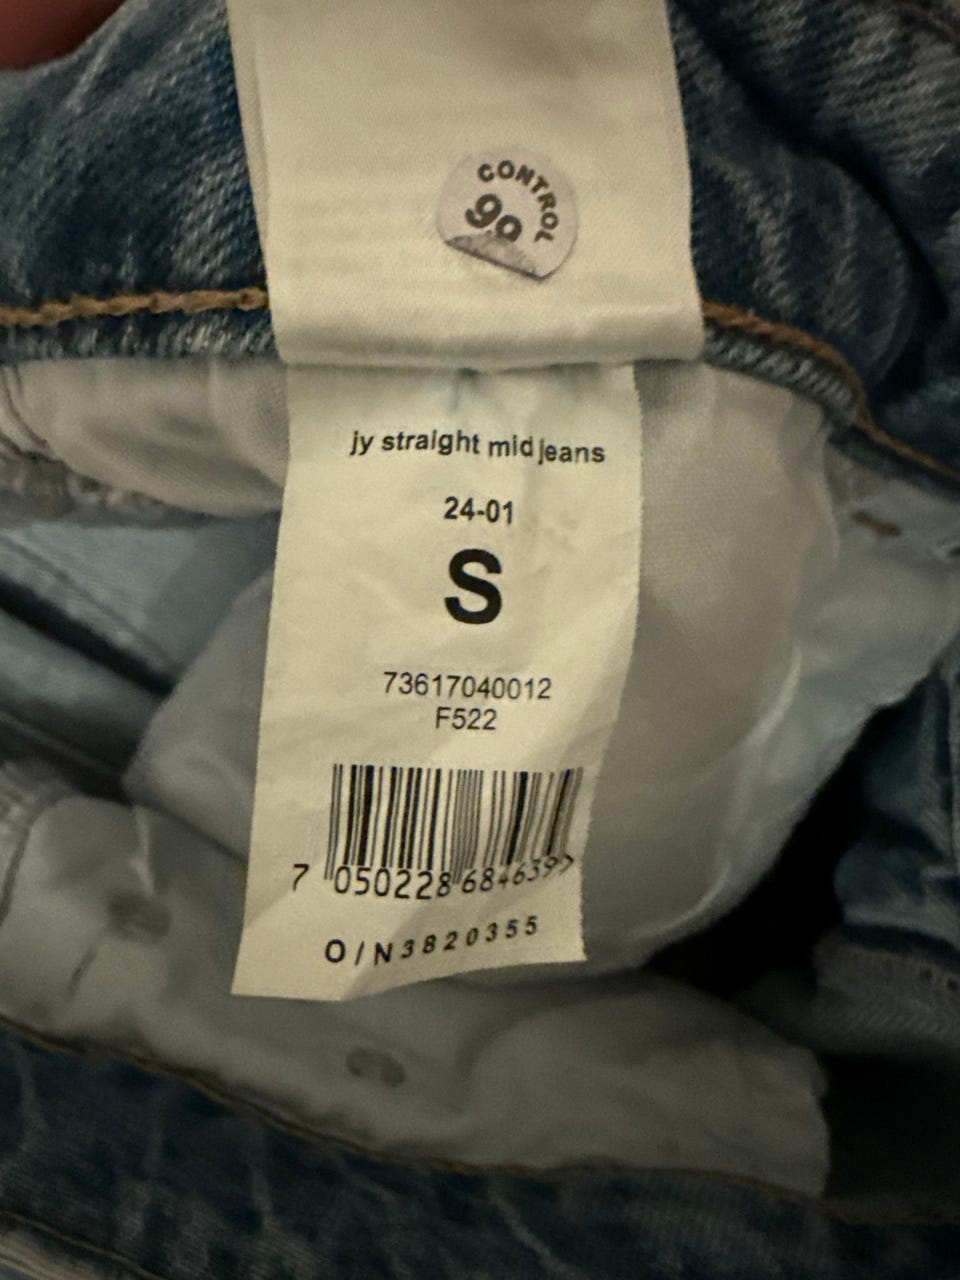 CONTROL
99
jy straight mid jeans
24-01
S
73617040012
F522
7 050228 684639 >
O/N3820355